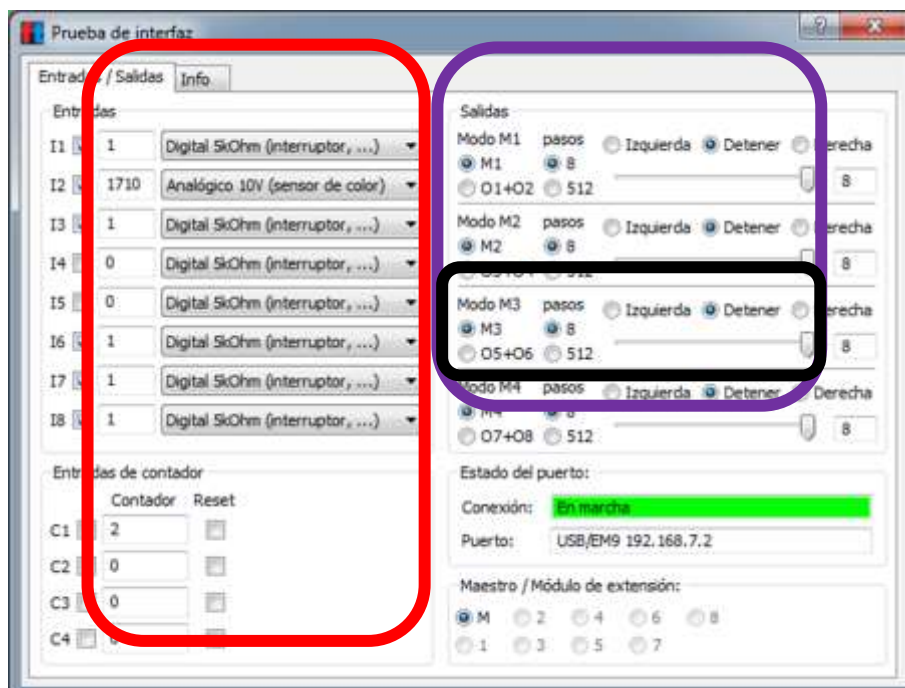 Prueba de interfaz
Entradas / Salidas Info
Entradas
I1 1 Digital 5kOhm (interruptor, ...)
I2 1710 Analógico 10V (sensor de color)
I3 1 Digital 5kOhm (interruptor, ...)
I4 0 Digital 5kOhm (interruptor, ...)
I5 0 Digital 5kOhm (interruptor, ...)
I6 1 Digital 5kOhm (interruptor, ...)
I7 1 Digital 5kOhm (interruptor, ...)
I8 1 Digital 5kOhm (interruptor, ...)
Entradas de contador
Contador Reset
C1 2
C2 0
C3 0
C4
Salidas
Modo M1 pasos Izquierda Detener Derecha
M1 8
O1+O2 512 8
Modo M2 pasos Izquierda Detener Derecha
M2 8
512 8
Modo M3 pasos Izquierda Detener Derecha
M3 8
O5+O6 512 8
Modo M4 pasos Izquierda Detener Derecha
M4 8
O7+O8 512 8
Estado del puerto:
Conexión: En marcha
Puerto: USB/EM9 192.168.7.2
Maestro / Módulo de extensión:
M 2 4 6 8
1 3 5 7